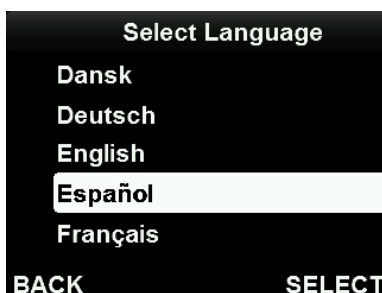 Select Language
Dansk
Deutsch
English
Español
Français
BACK SELECT